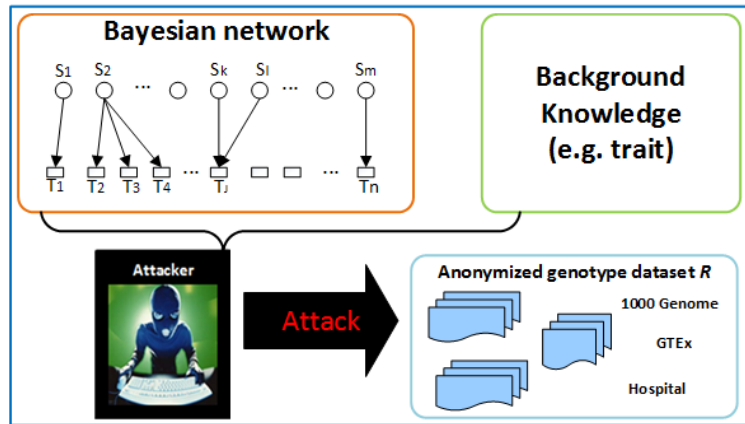 Bayesian network
S1 S2 ... Sk Sl ... Sm
T1 T2 T3 T4 ... TJ ... Tn
Background
Knowledge
(e.g. trait)
Attacker
Attack
Anonymized genotype dataset R
1000 Genome
GTEx
Hospital